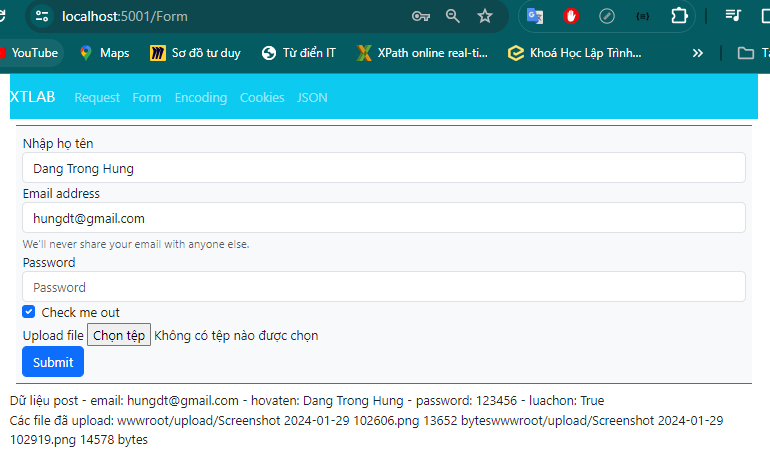 localhost:5001/Form
YouTube Maps Sơ đồ tư duy Từ điển IT XPath online real-ti... Khoá Học Lập Trình... »
XTLAB Request Form Encoding Cookies JSON
Nhập họ tên
Dang Trong Hung
Email address
hungdt@gmail.com
We'll never share your email with anyone else.
Password
Password
Check me out
Upload file Chọn tệp Không có tệp nào được chọn
Submit
Dữ liệu post - email: hungdt@gmail.com - hovaten: Dang Trong Hung - password: 123456 - luachon: True
Các file đã upload: wwwroot/upload/Screenshot 2024-01-29 102606.png 13652 byteswwwroot/upload/Screenshot 2024-01-29
102919.png 14578 bytes